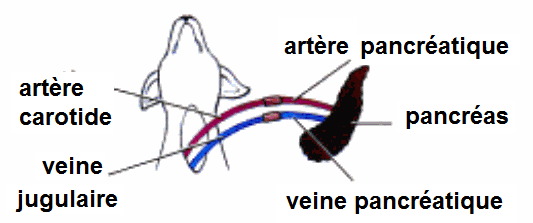 artère pancréatique
artère
carotide
pancréas
veine
jugulaire
veine pancréatique